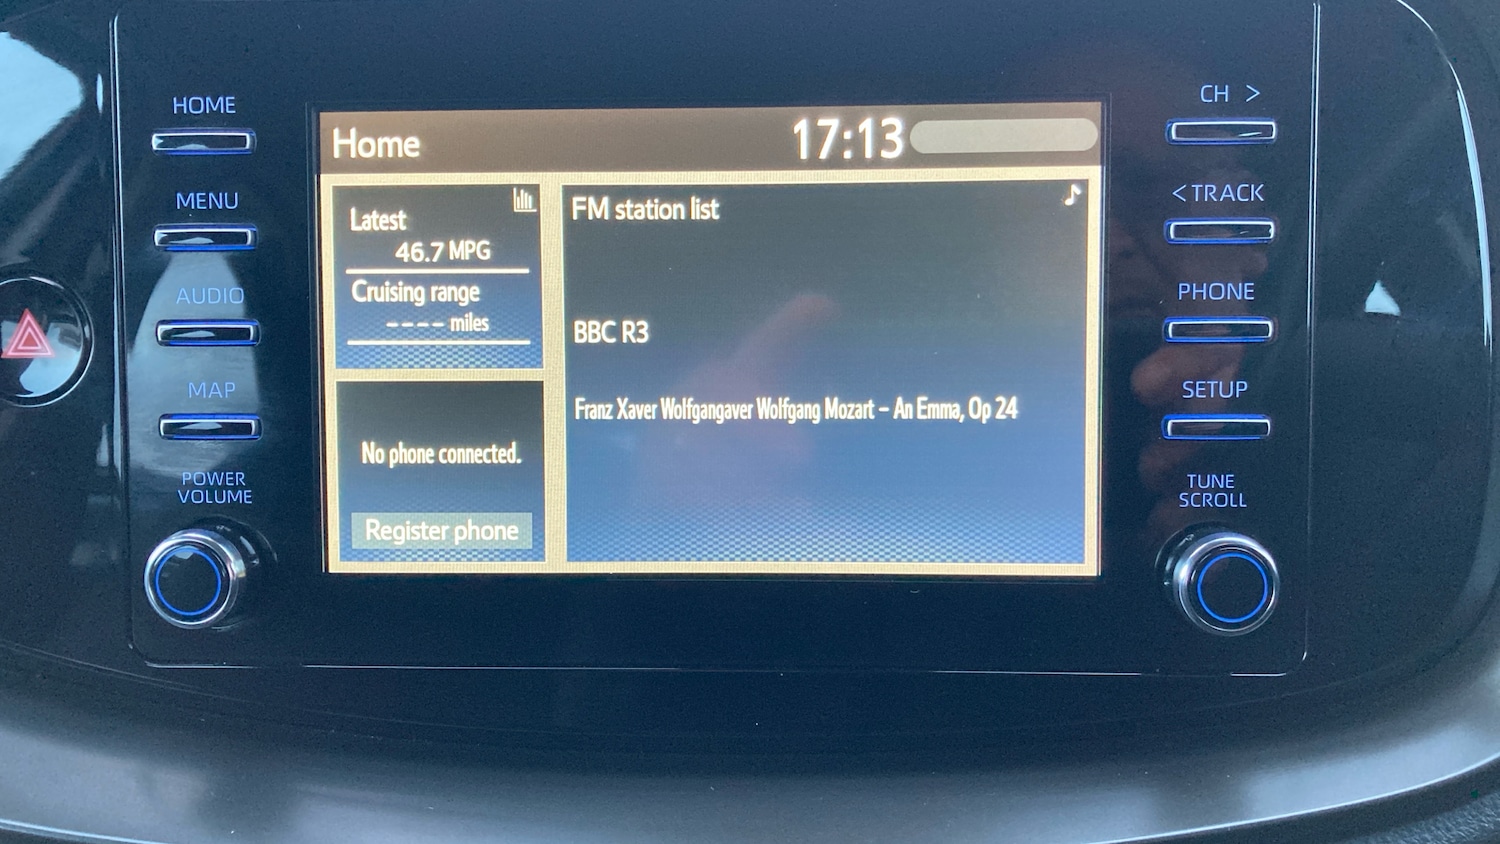 HOME
MENU
AUDIO
MAP
POWER
VOLUME
Home
17:13
Latest
46.7 MPG
Cruising range
---- miles
No phone connected.
Register phone
FM station list
BBC R3
Franz Xaver Wolfgangaver Wolfgang Mozart – An Emma, Op 24
CH >
< TRACK
PHONE
SETUP
TUNE
SCROLL